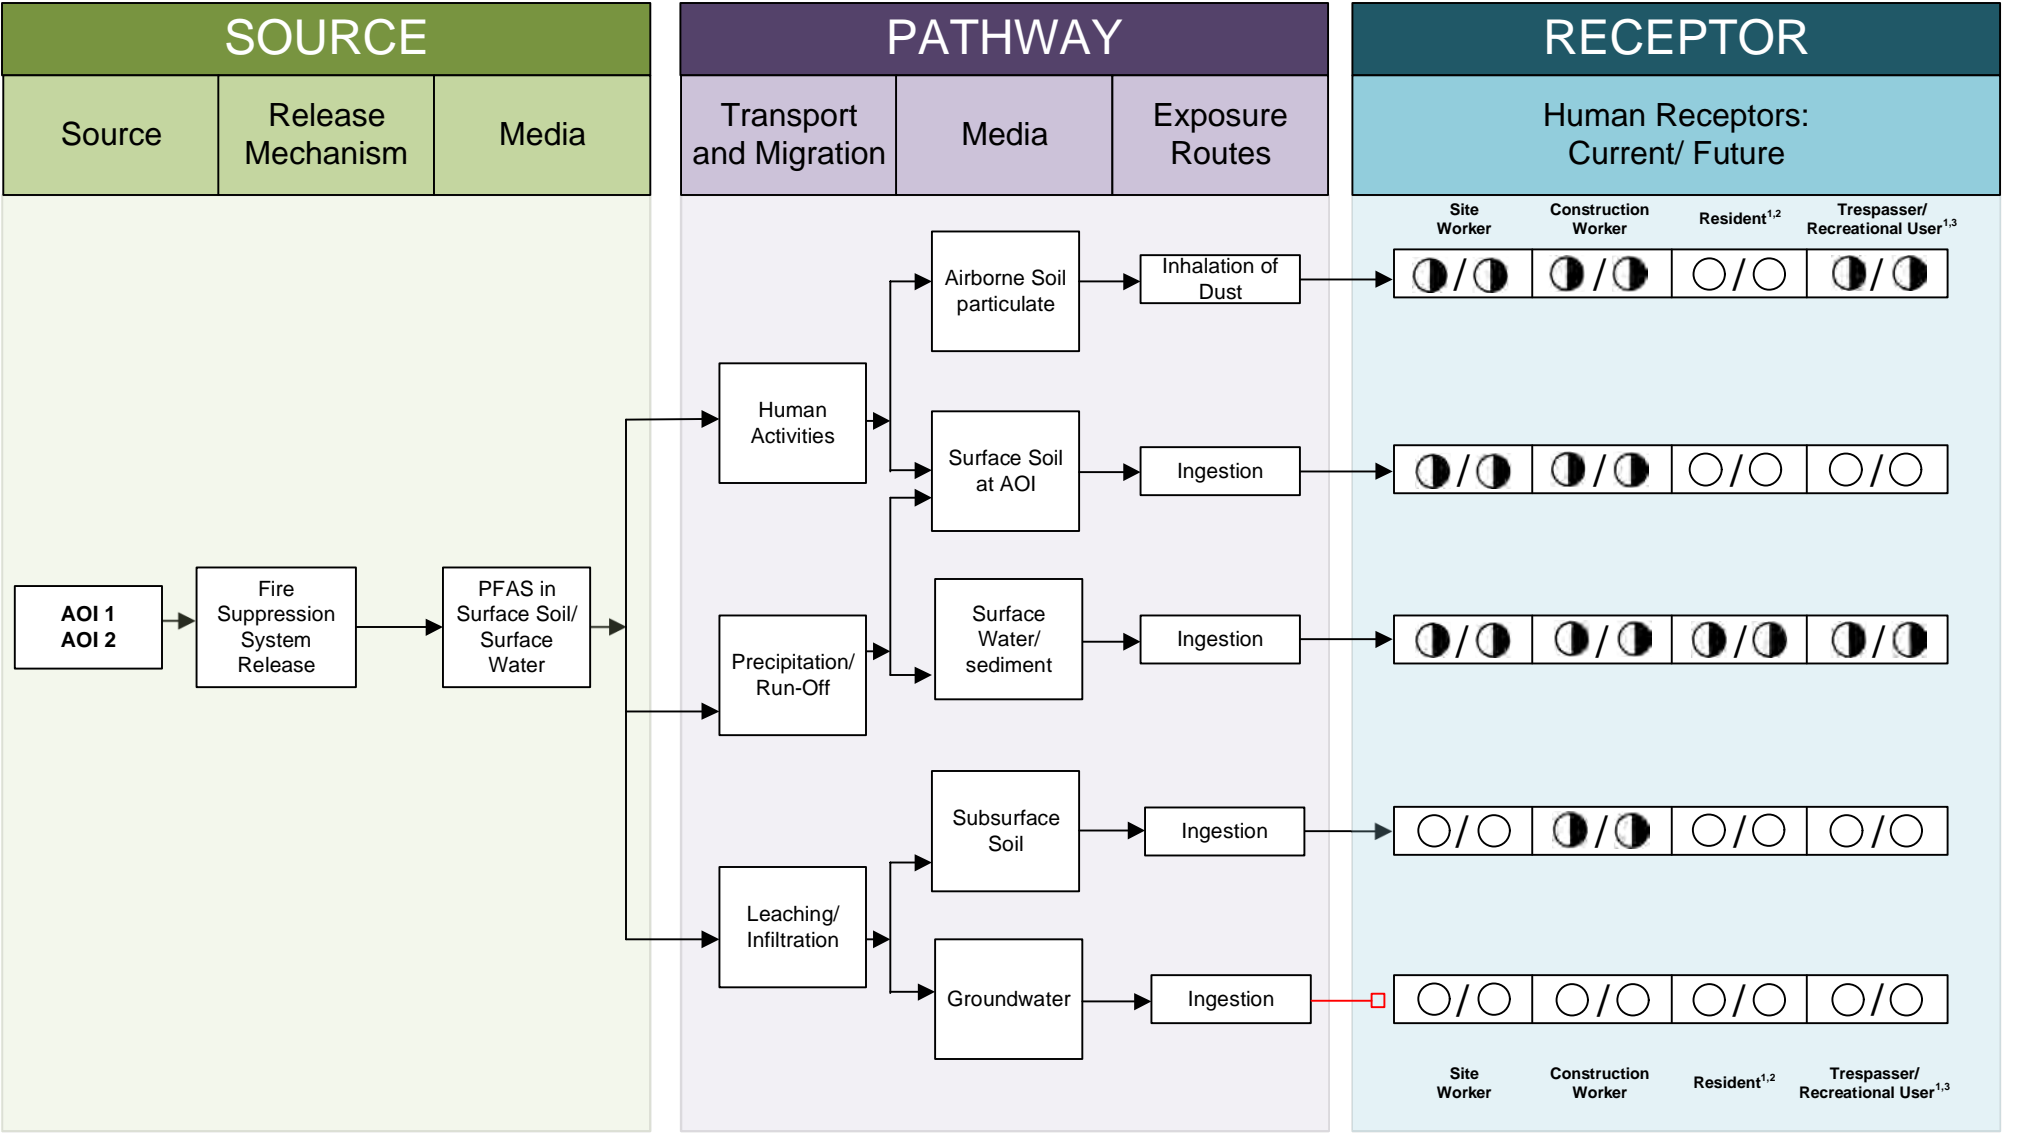 SOURCE
PATHWAY
RECEPTOR
Source
Release
Mechanism
Media
Transport
and Migration
Media
Exposure
Routes
Human Receptors:
Current/ Future
Site
Worker
Construction
Worker
Resident1,2
Trespasser/
Recreational User1,3
Airborne Soil
particulate
Inhalation of
Dust
/ / / /
Human
Activities
Surface Soil
at AOI
Ingestion
/ / / /
AOI 1
AOI 2
Fire
Suppression
System
Release
PFAS in
Surface Soil/
Surface
Water
Precipitation/
Run-Off
Surface
Water/
sediment
Ingestion
/ / / /
Subsurface
Soil
Ingestion
/ / / /
Leaching/
Infiltration
Groundwater
Ingestion
/ / / /
Site
Worker
Construction
Worker
Resident1,2
Trespasser/
Recreational User1,3